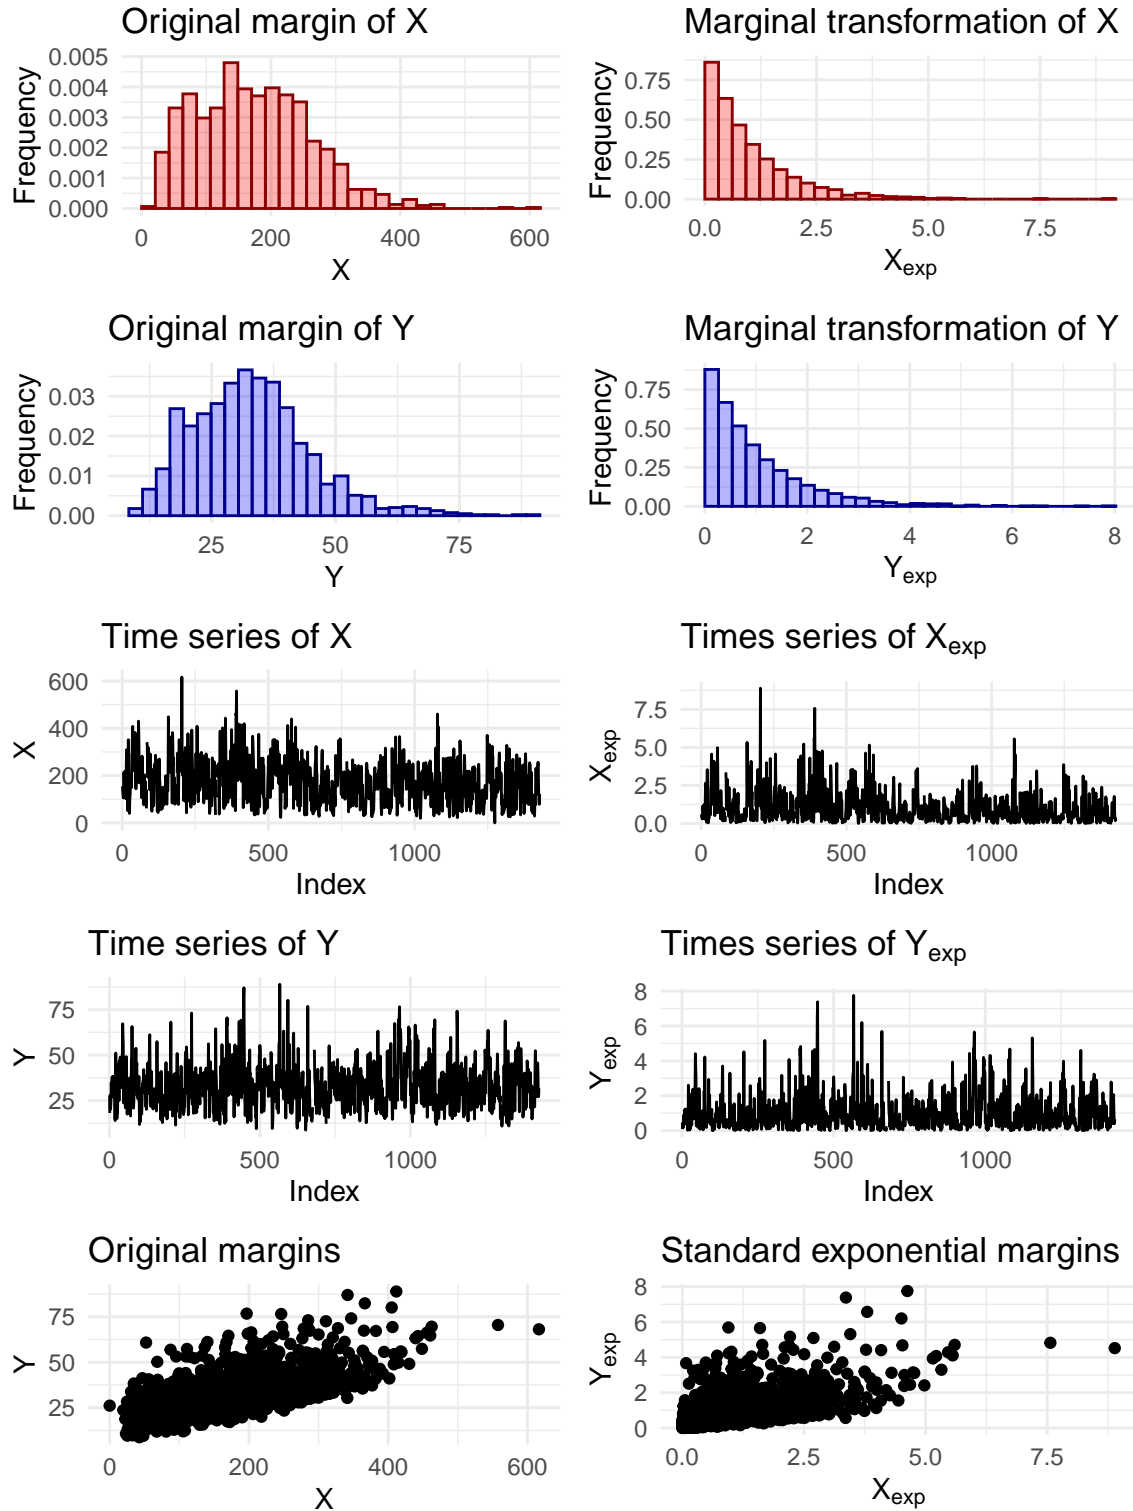 Original margin of X
Frequency
0.005
0.004
0.003
0.002
0.001
0.000
0 200 400 600
X
Marginal transformation of X
Frequency
0.75
0.50
0.25
0.00
0.0 2.5 5.0 7.5
Xexp
Original margin of Y
Frequency
0.03
0.02
0.01
0.00
25 50 75
Y
Marginal transformation of Y
Frequency
0.75
0.50
0.25
0.00
0 2 4 6 8
Yexp
Time series of X
X
600
400
200
0
0 500 1000
Index
Times series of Xexp
Xexp
7.5
5.0
2.5
0.0
0 500 1000
Index
Time series of Y
Y
75
50
25
0 500 1000
Index
Times series of Yexp
Yexp
8
6
4
2
0
0 500 1000
Index
Original margins
Y
75
50
25
0 200 400 600
X
Standard exponential margins
Yexp
8
6
4
2
0
0.0 2.5 5.0 7.5
Xexp